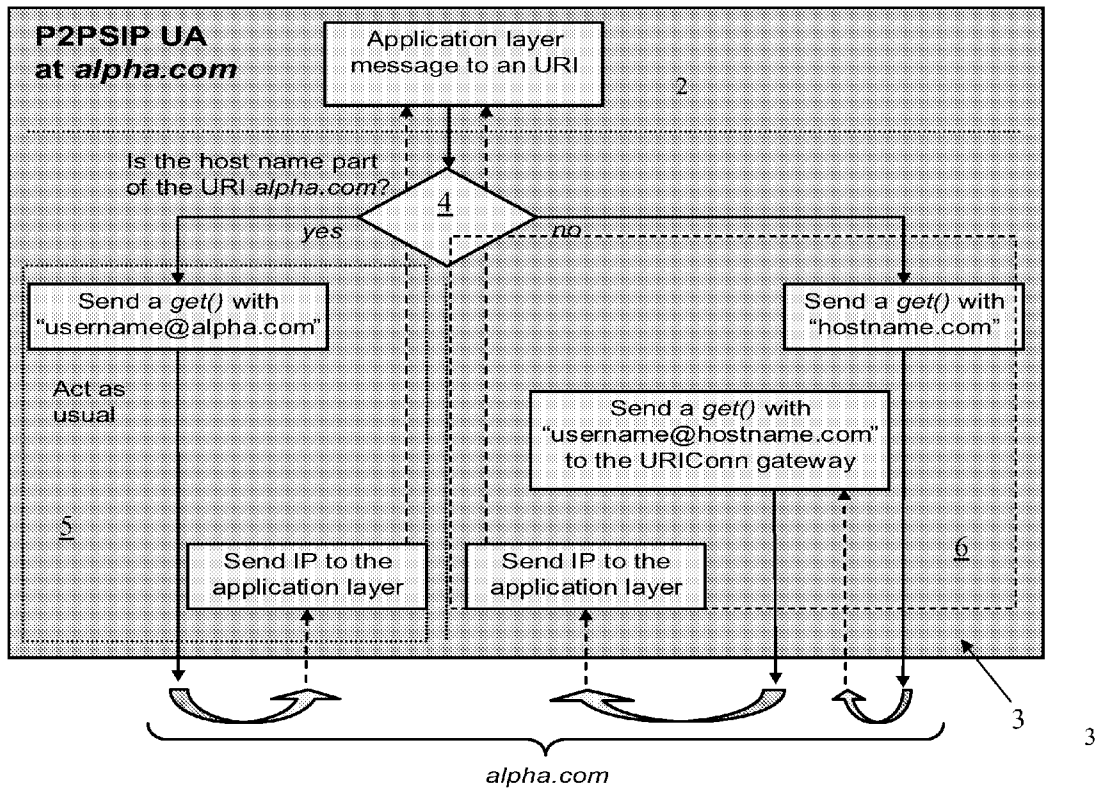 P2PSIP UA
at alpha.com
Application layer
message to an URI
2
Is the host name part
of the URI alpha.com?
4
yes
no
Send a get() with
“username@alpha.com”
Send a get() with
“hostname.com”
Act as
usual
Send a get() with
“username@hostname.com”
to the URIConn gateway
5
6
Send IP to the
application layer
Send IP to the
application layer
3
3
alpha.com